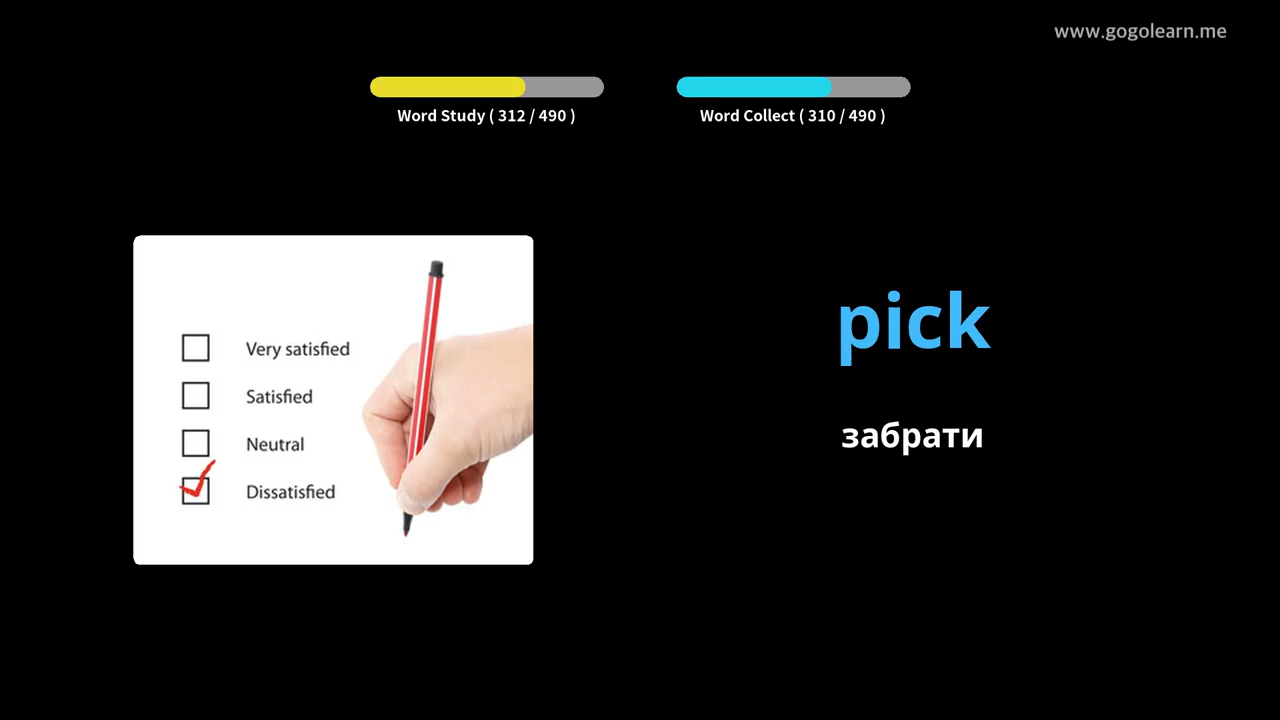 www.gogolearn.me
Word Study ( 312 / 490 )
Word Collect ( 310 / 490 )
Very satisfied
Satisfied
Neutral
Dissatisfied
pick
забрати